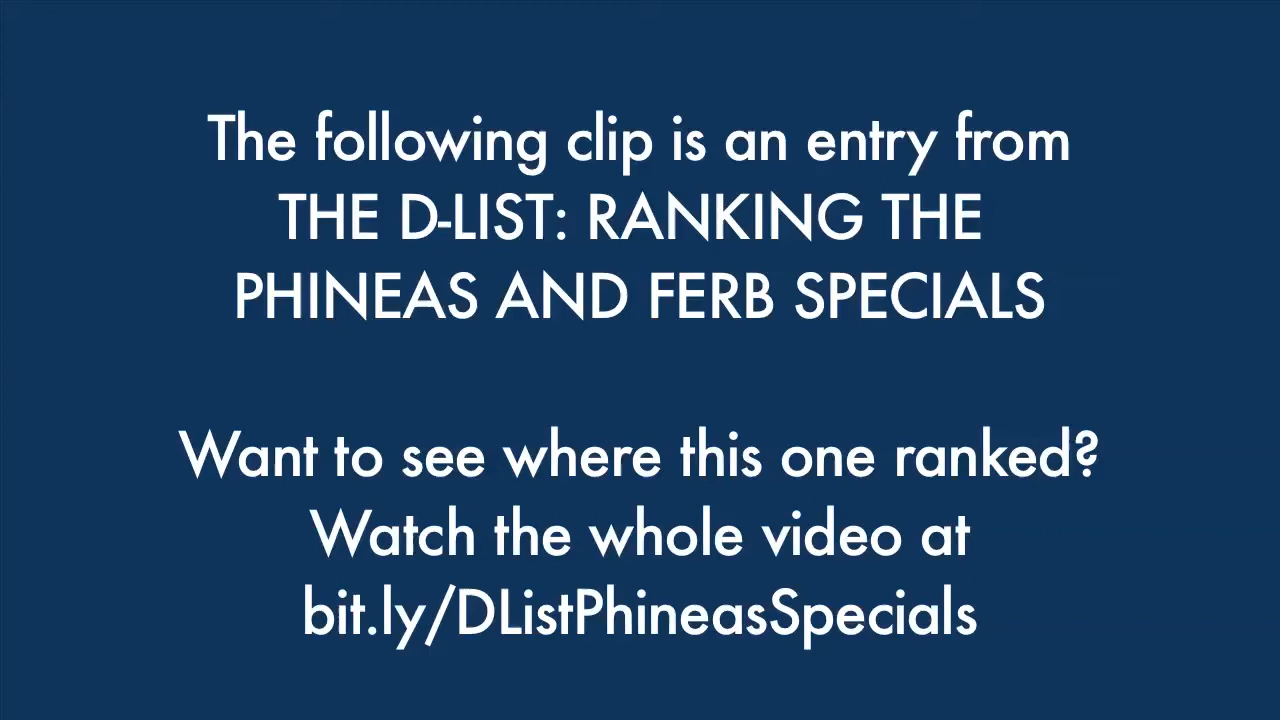 The following clip is an entry from
THE D-LIST: RANKING THE
PHINEAS AND FERB SPECIALS
Want to see where this one ranked?
Watch the whole video at
bit.ly/DListPhineasSpecials